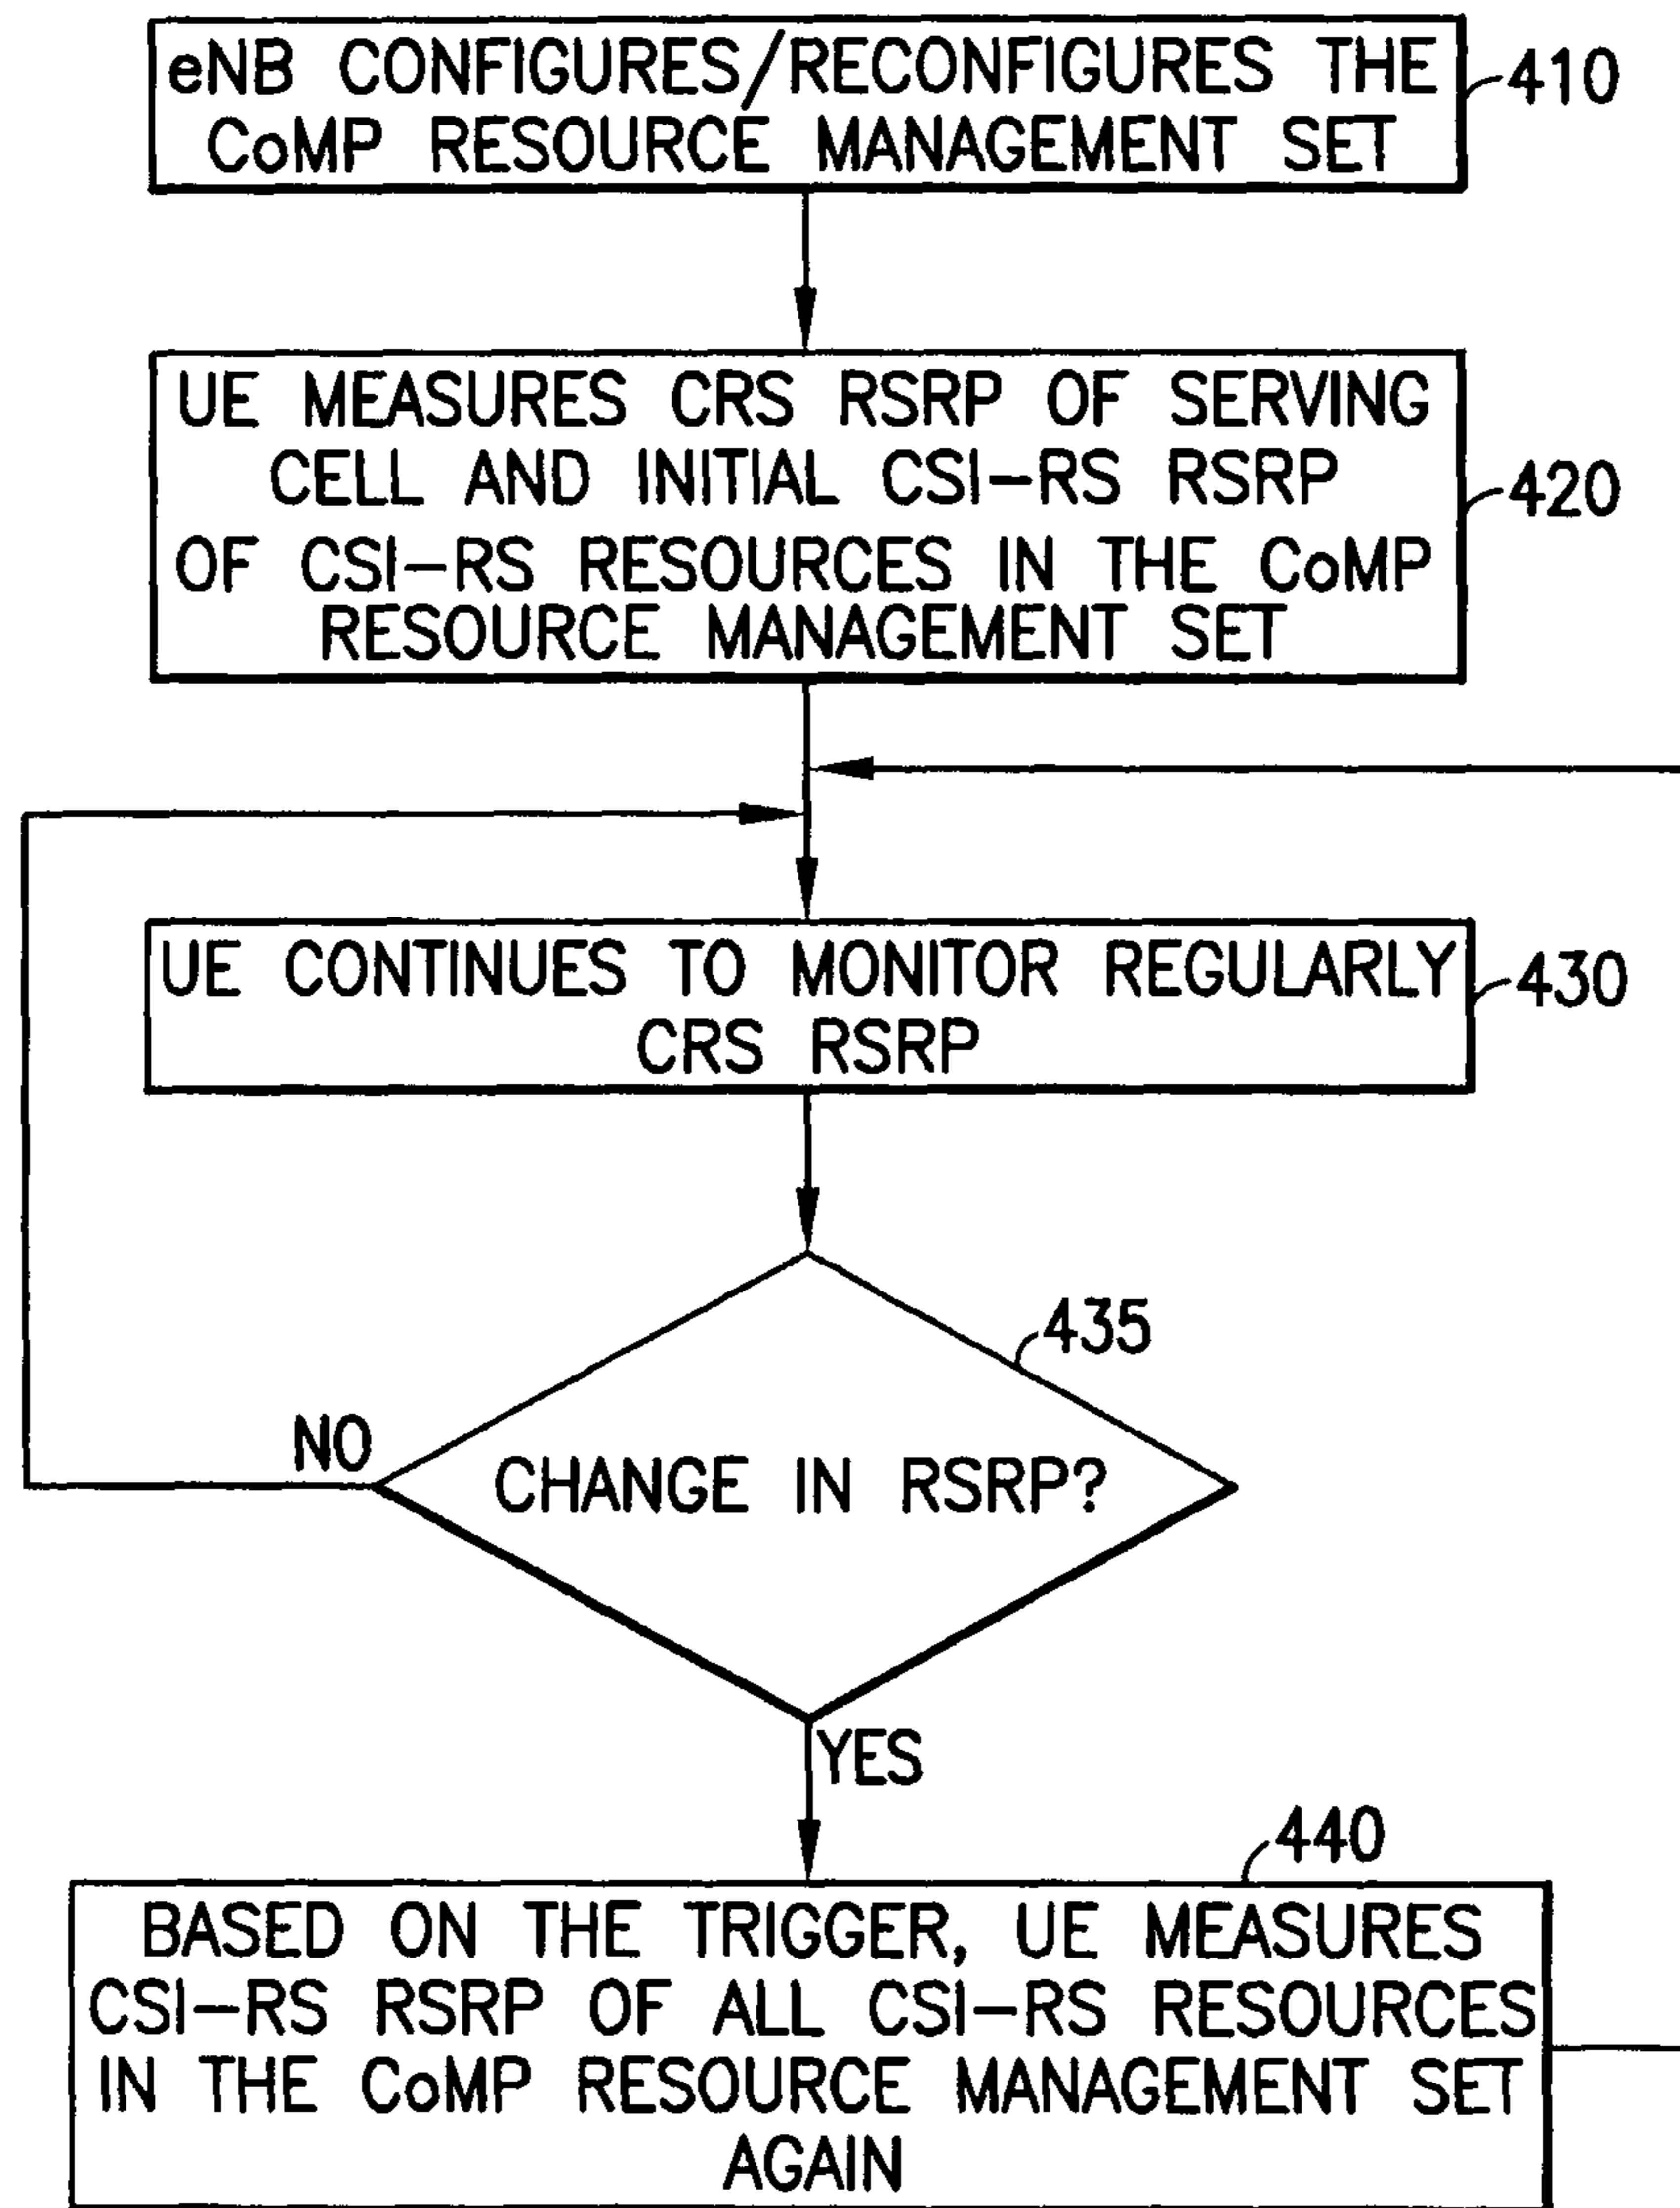 eNB CONFIGURES/RECONFIGURES THE
CoMP RESOURCE MANAGEMENT SET
410
UE MEASURES CRS RSRP OF SERVING
CELL AND INITIAL CSI-RS RSRP
OF CSI-RS RESOURCES IN THE CoMP
RESOURCE MANAGEMENT SET
420
UE CONTINUES TO MONITOR REGULARLY
CRS RSRP
430
435
NO
CHANGE IN RSRP?
YES
440
BASED ON THE TRIGGER, UE MEASURES
CSI-RS RSRP OF ALL CSI-RS RESOURCES
IN THE CoMP RESOURCE MANAGEMENT SET
AGAIN